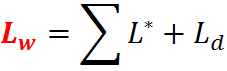 L_w = ∑ L^* + L_d